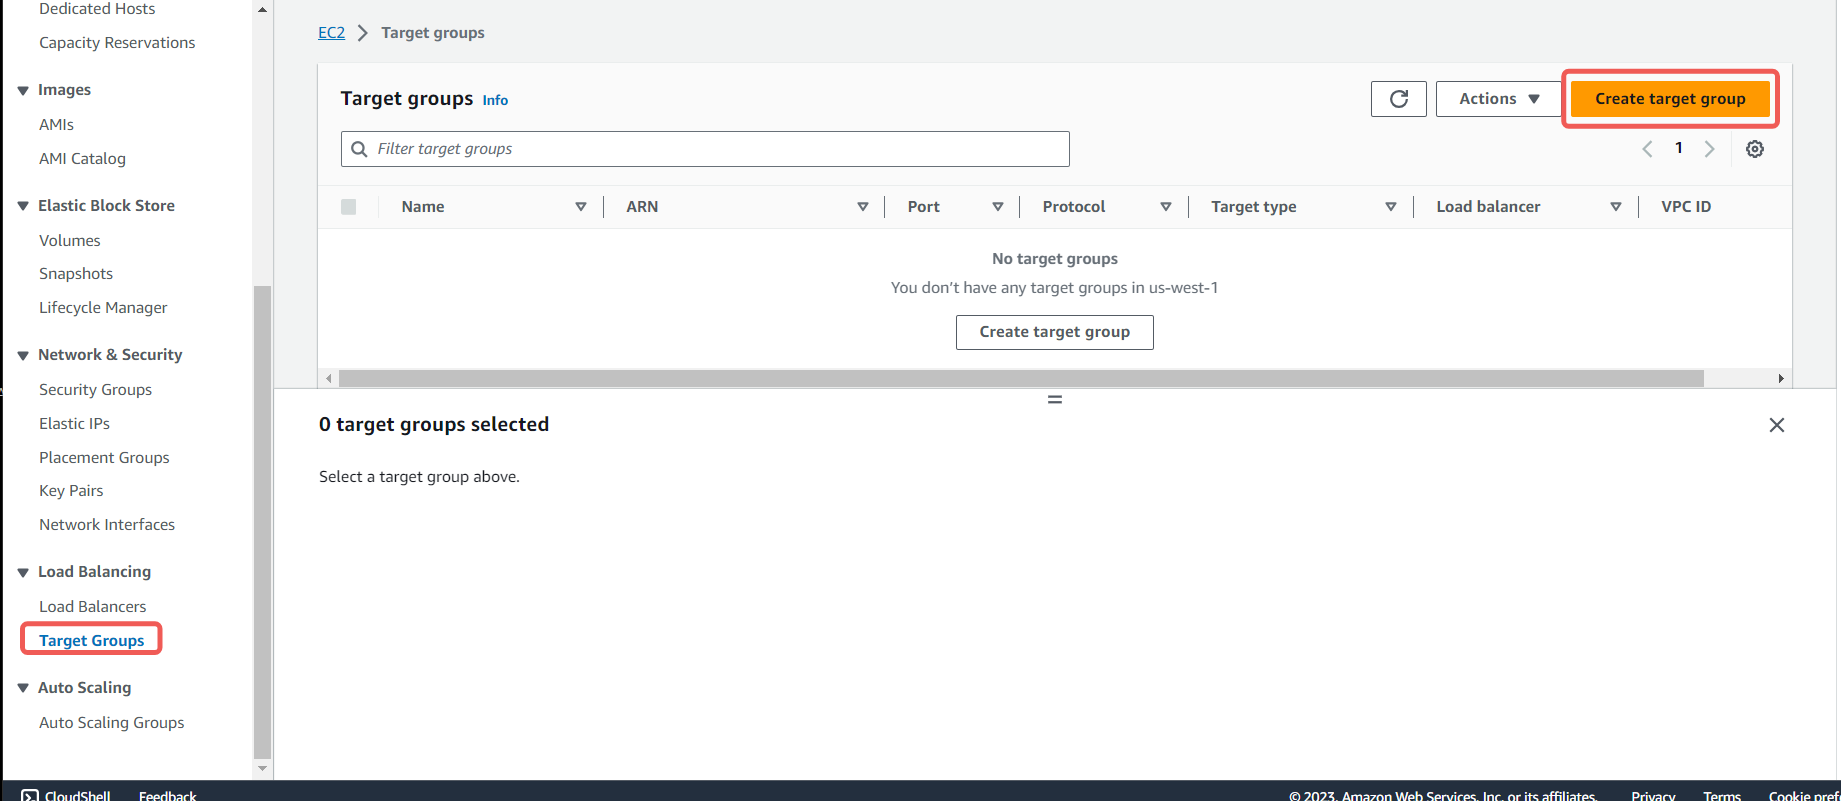 Dedicated Hosts
Capacity Reservations
Images
AMIs
AMI Catalog
Elastic Block Store
Volumes
Snapshots
Lifecycle Manager
Network & Security
Security Groups
Elastic IPs
Placement Groups
Key Pairs
Network Interfaces
Load Balancing
Load Balancers
Target Groups
Auto Scaling
Auto Scaling Groups
EC2 Target groups
Target groups Info
Actions Create target group
Filter target groups
1
Name ARN Port Protocol Target type Load balancer VPC ID
No target groups
You don't have any target groups in us-west-1
Create target group
0 target groups selected
Select a target group above.
CloudShell Feedback © 2023, Amazon Web Services, Inc. or its affiliates. Privacy Terms Cookie pref